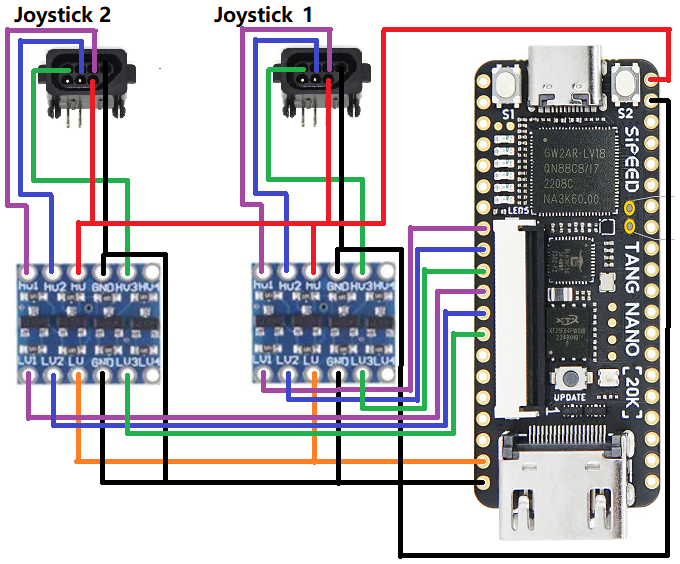 Joystick 2
Joystick 1
S1
S2
SiPEED
TANG NANO
20K
GW2AR-LV18
QN88C8/I7
2208C
NA3K60.00
LENS
UPDATE
1
HV1 HV2 HV GND HV3 HV4
LV1 LV2 LV GND LV3 LV4
HV1 HV2 HV GND HV3 HV4
LV1 LV2 LV GND LV3 LV4